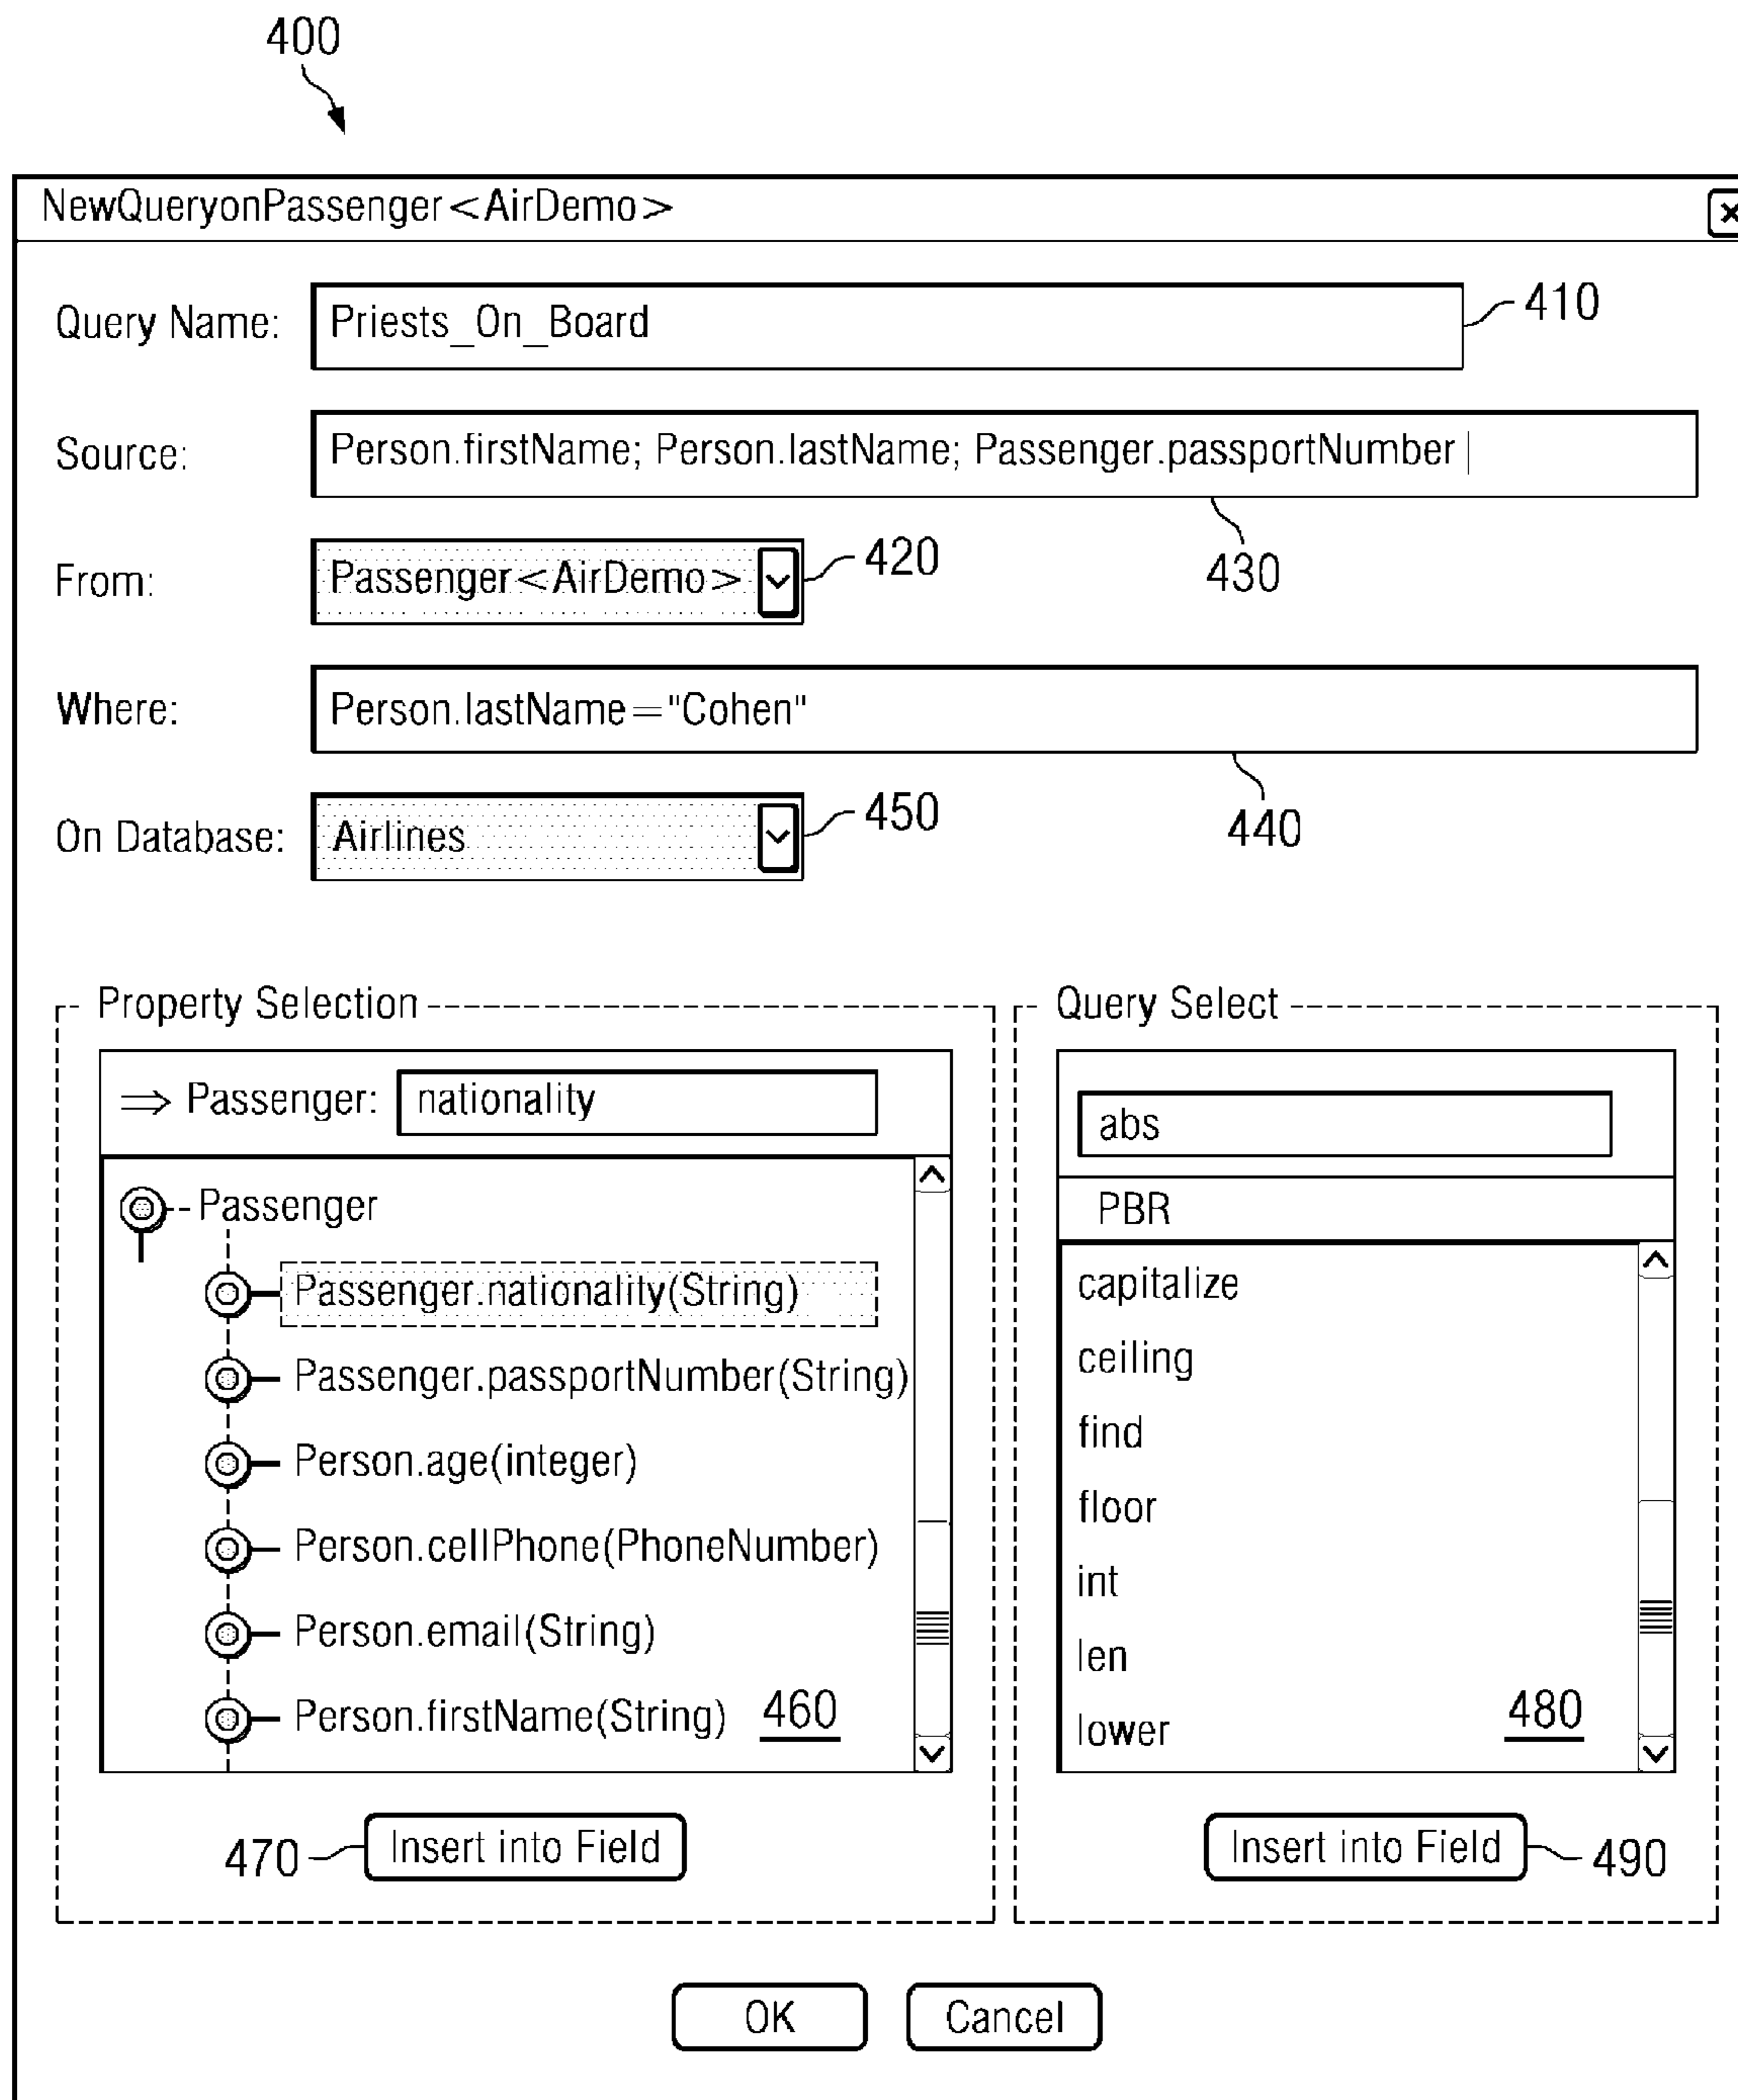 400
NewQueryonPassenger<AirDemo>
Query Name: Priests_On_Board 410
Source: Person.firstName; Person.lastName; Passenger.passportNumber
430
From: Passenger<AirDemo> 420
Where: Person.lastName="Cohen"
440
On Database: Airlines 450
Property Selection
⇒ Passenger: nationality
Passenger
Passenger.nationality(String)
Passenger.passportNumber(String)
Person.age(integer)
Person.cellPhone(PhoneNumber)
Person.email(String)
Person.firstName(String) 460
470 Insert into Field
Query Select
abs
PBR
capitalize
ceiling
find
floor
int
len
lower 480
Insert into Field 490
OK Cancel